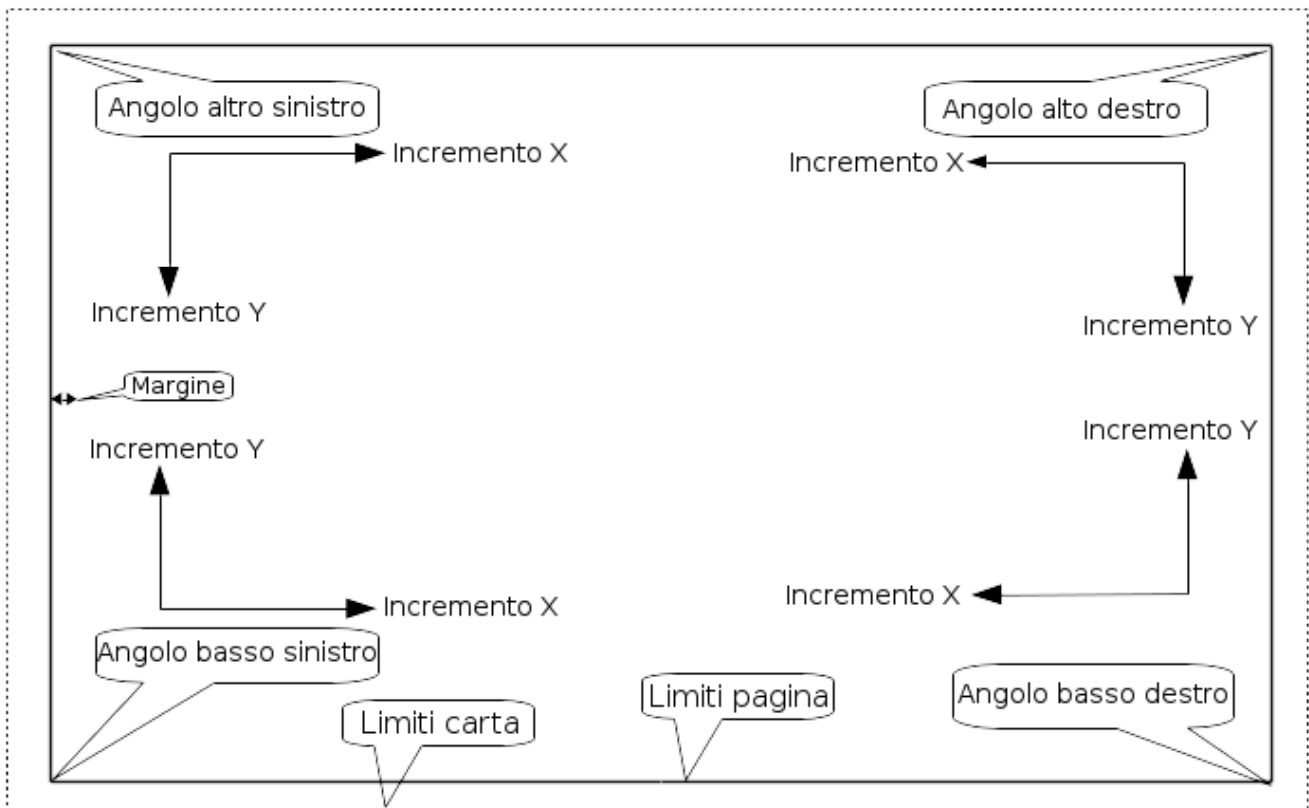 Angolo altro sinistro
Angolo alto destro
Incremento X
Incremento X
Incremento Y
Incremento Y
Margine
Incremento Y
Incremento Y
Incremento X
Incremento X
Angolo basso sinistro
Limiti carta
Limiti pagina
Angolo basso destro